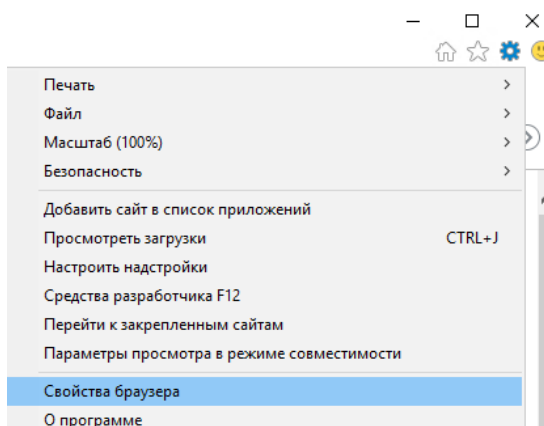 Печать
Файл
Масштаб (100%)
Безопасность
Добавить сайт в список приложений
Просмотреть загрузки CTRL+J
Настроить надстройки
Средства разработчика F12
Перейти к закрепленным сайтам
Параметры просмотра в режиме совместимости
Свойства браузера
О программе